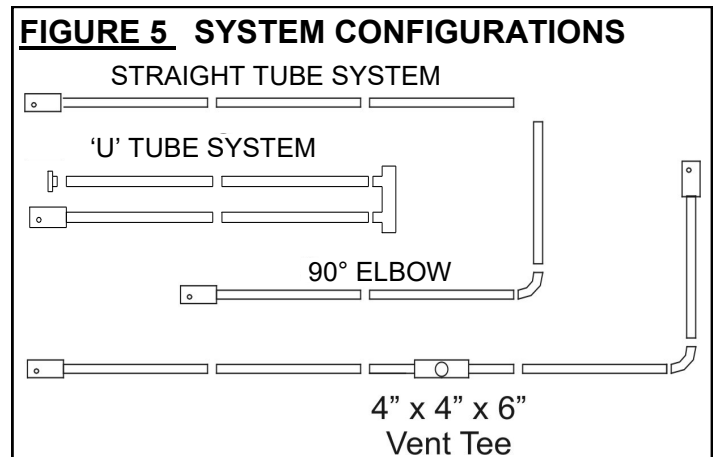 FIGURE 5 SYSTEM CONFIGURATIONS
STRAIGHT TUBE SYSTEM
‘U’ TUBE SYSTEM
90° ELBOW
4” x 4” x 6”
Vent Tee